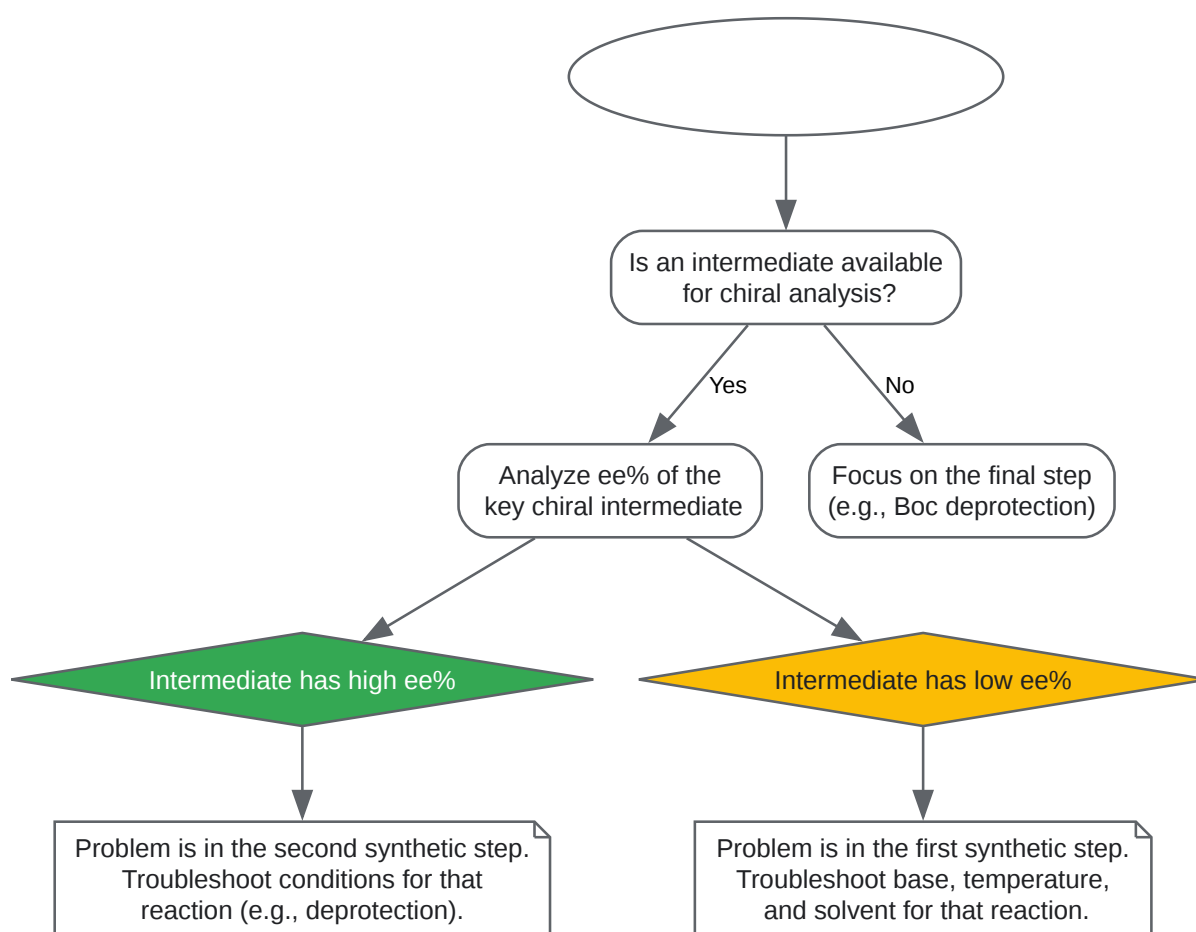 Is an intermediate available
for chiral analysis?
Yes
No
Analyze ee% of the
key chiral intermediate
Focus on the final step
(e.g., Boc deprotection)
Intermediate has high ee%
Intermediate has low ee%
Problem is in the second synthetic step.
Troubleshoot conditions for that
reaction (e.g., deprotection).
Problem is in the first synthetic step.
Troubleshoot base, temperature,
and solvent for that reaction.